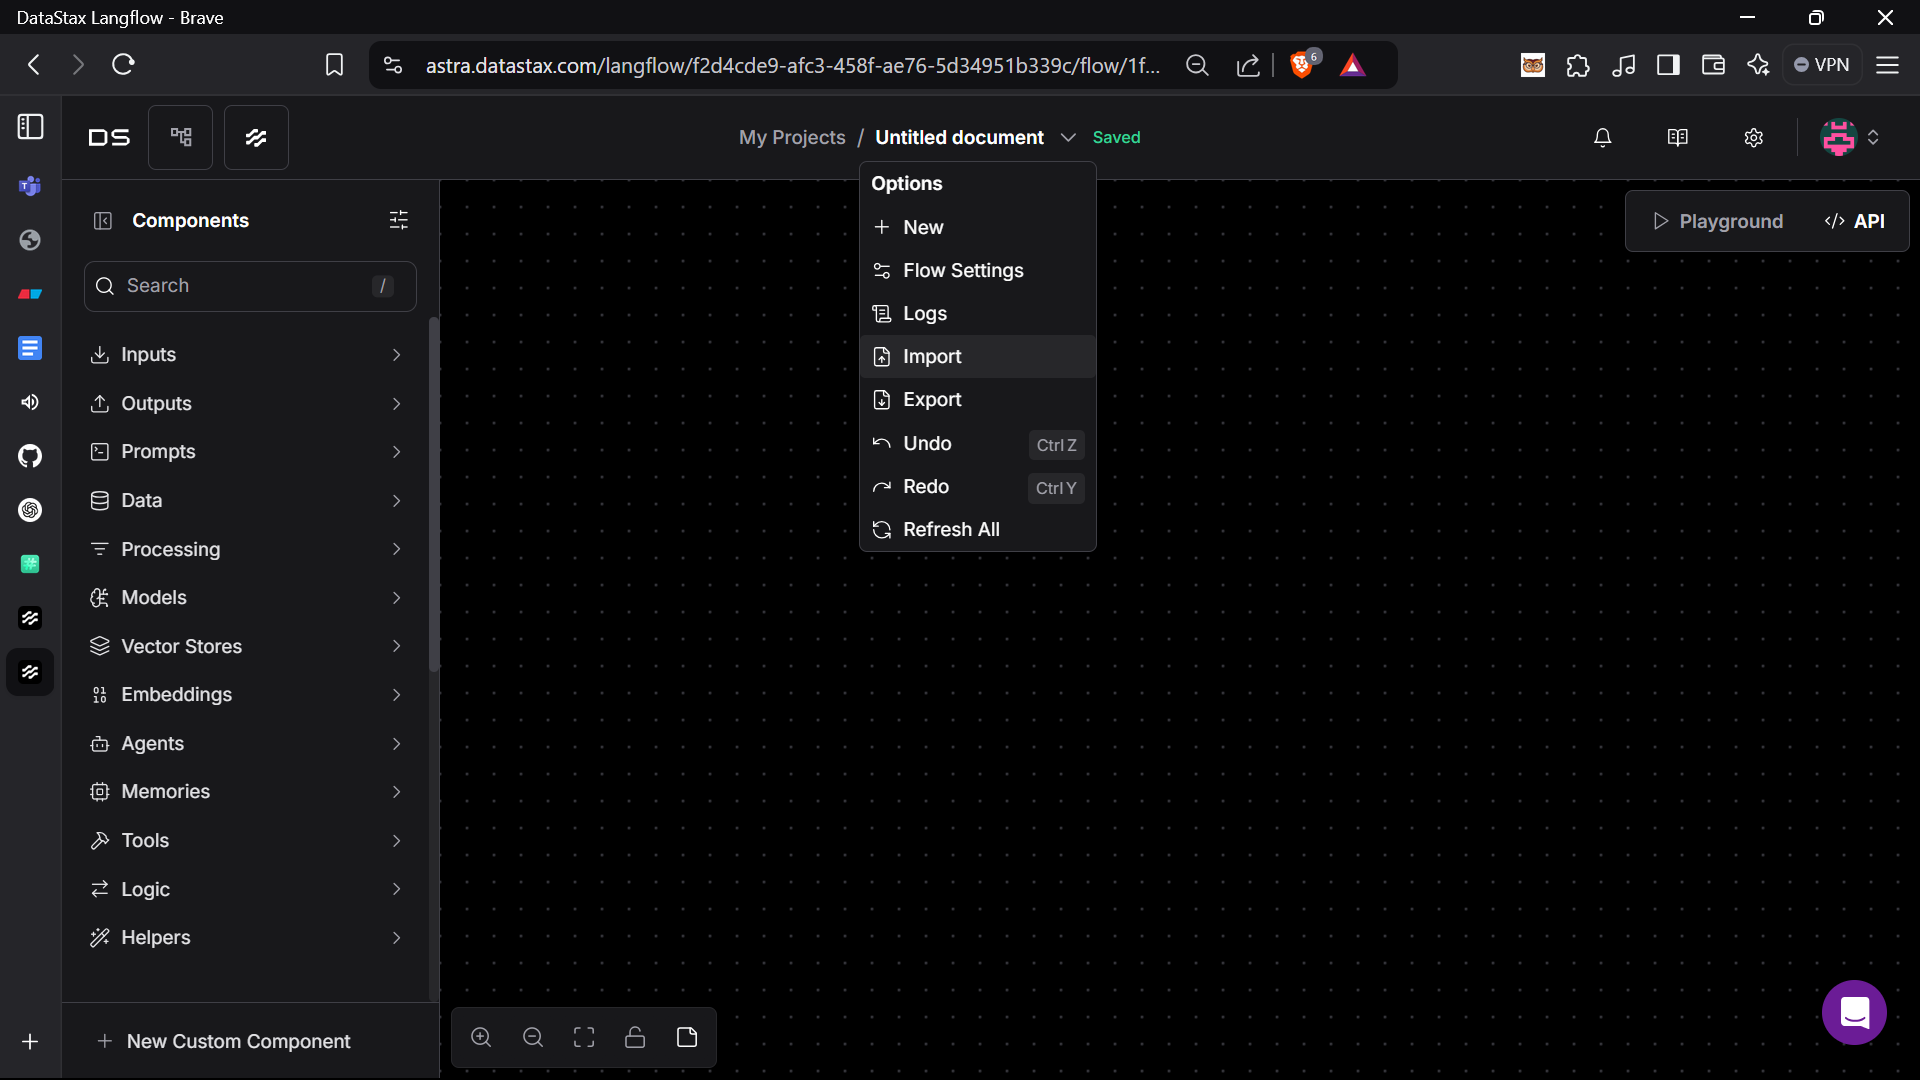 DataStax Langflow - Brave
astra.datastax.com/langflow/f2d4cde9-afc3-458f-ae76-5d34951b339c/flow/1f...
6
VPN
DS
My Projects / Untitled document
Saved
Components
Search /
Inputs
Outputs
Prompts
Data
Processing
Models
Vector Stores
Embeddings
Agents
Memories
Tools
Logic
Helpers
New Custom Component
Options
New
Flow Settings
Logs
Import
Export
Undo Ctrl Z
Redo Ctrl Y
Refresh All
Playground
</> API